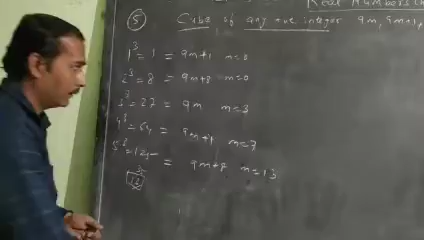 Real Numbers
⑤ Cube of any +ve integer 9m, 9m+1,
1³ = 1 = 9m+1 m=0
2³ = 8 = 9m+8 m=0
3³ = 27 = 9m m=3
4³ = 64 = 9m+1 m=7
5³ = 125 = 9m+8 m=13